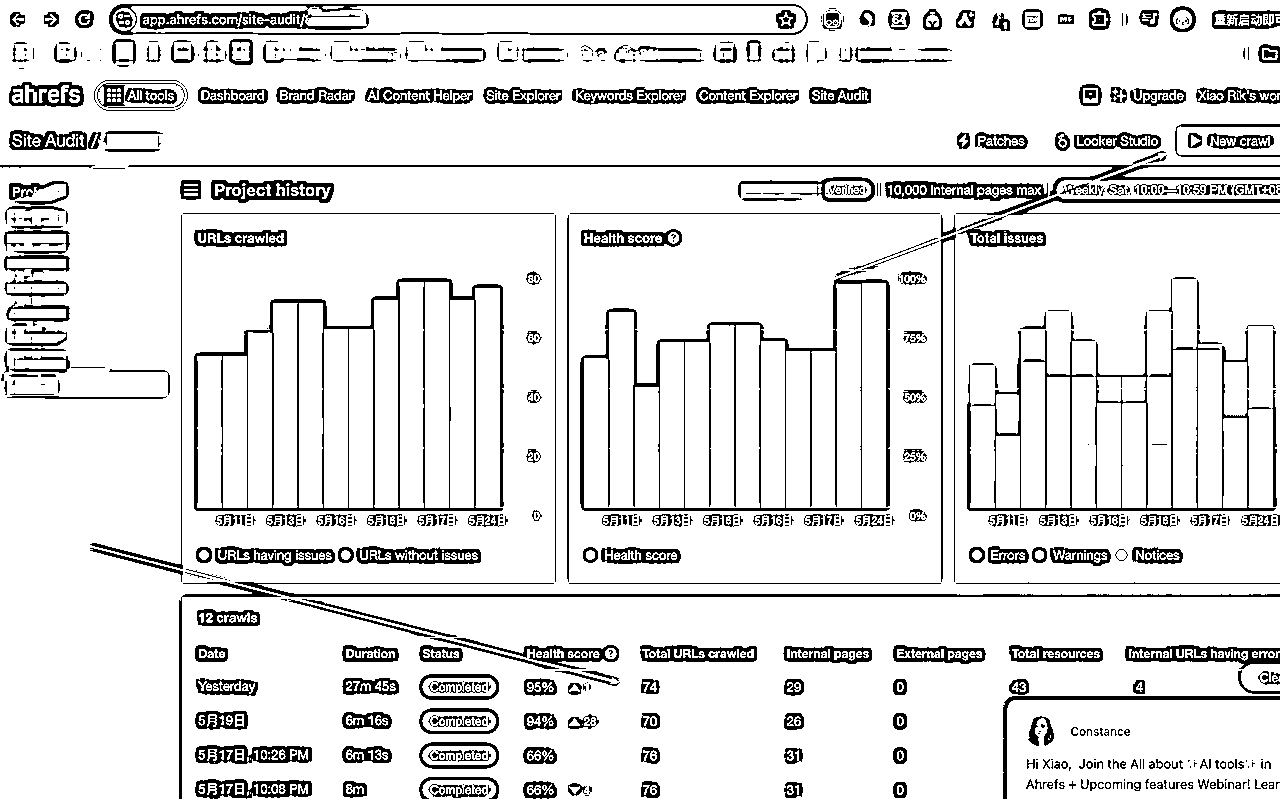 app.ahrefs.com/site-audit/
重新启动即可
ahrefs All tools Dashboard Brand Radar AI Content Helper Site Explorer Keywords Explorer Content Explorer Site Audit Upgrade Xiao Rik's wor
Site Audit // Patches Looker Studio New crawl
Project history Verified 10,000 internal pages max Weekly Sat, 10:00—10:59 PM (GMT+08
URLs crawled
80
60
40
20
0
5月11日 5月13日 5月16日 5月16日 5月17日 5月24日
URLs having issues URLs without issues
Health score
100%
75%
50%
25%
0%
5月11日 5月13日 5月16日 5月16日 5月17日 5月24日
Health score
Total issues
5月11日 5月13日 5月16日 5月16日 5月17日 5月24日
Errors Warnings Notices
12 crawls
Date Duration Status Health score Total URLs crawled Internal pages External pages Total resources Internal URLs having error
Yesterday 27m 45s Completed 95% 1 74 29 0 43 4
5月19日 6m 16s Completed 94% 28 70 26 0
5月17日, 10:26 PM 6m 13s Completed 66% 76 31 0
5月17日, 10:08 PM 8m Completed 66% 76 31 0
Constance
Hi Xiao, Join the All about AI tools in
Ahrefs + Upcoming features Webinar! Lear